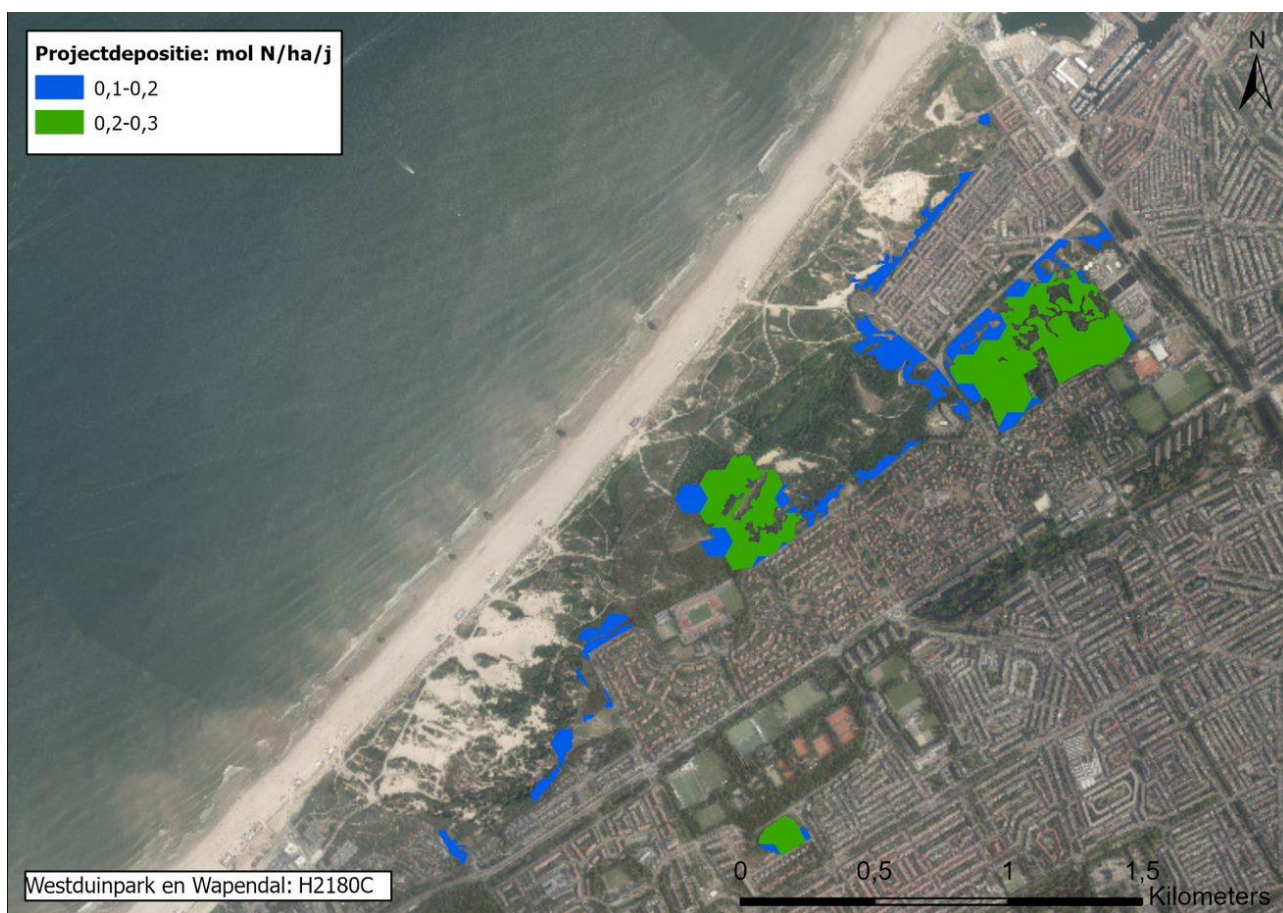 Projectdepositie: mol N/ha/j
0,1-0,2
0,2-0,3
N
Westduinpark en Wapendal: H2180C
0 0,5 1 1,5
Kilometers